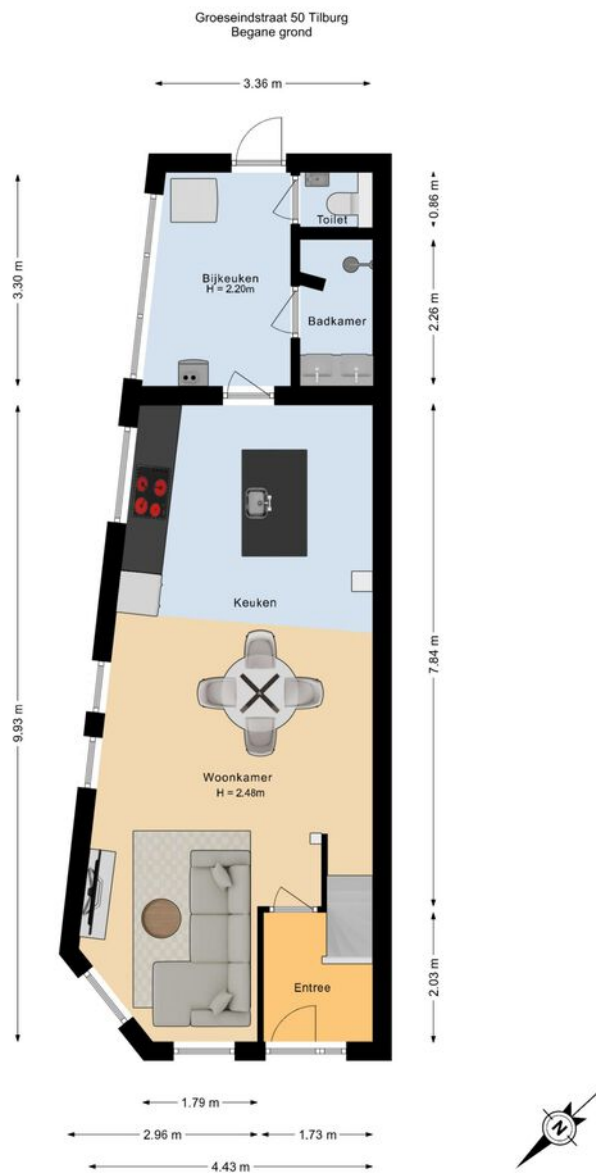 Groeseindstraat 50 Tilburg
Begane grond
3.36 m
3.30 m
0.86 m
Toilet
Bijkeuken
H = 2.20m
2.26 m
Badkamer
Keuken
9.93 m
7.84 m
Woonkamer
H = 2.48m
Entree
2.03 m
1.79 m
2.96 m
1.73 m
4.43 m
N